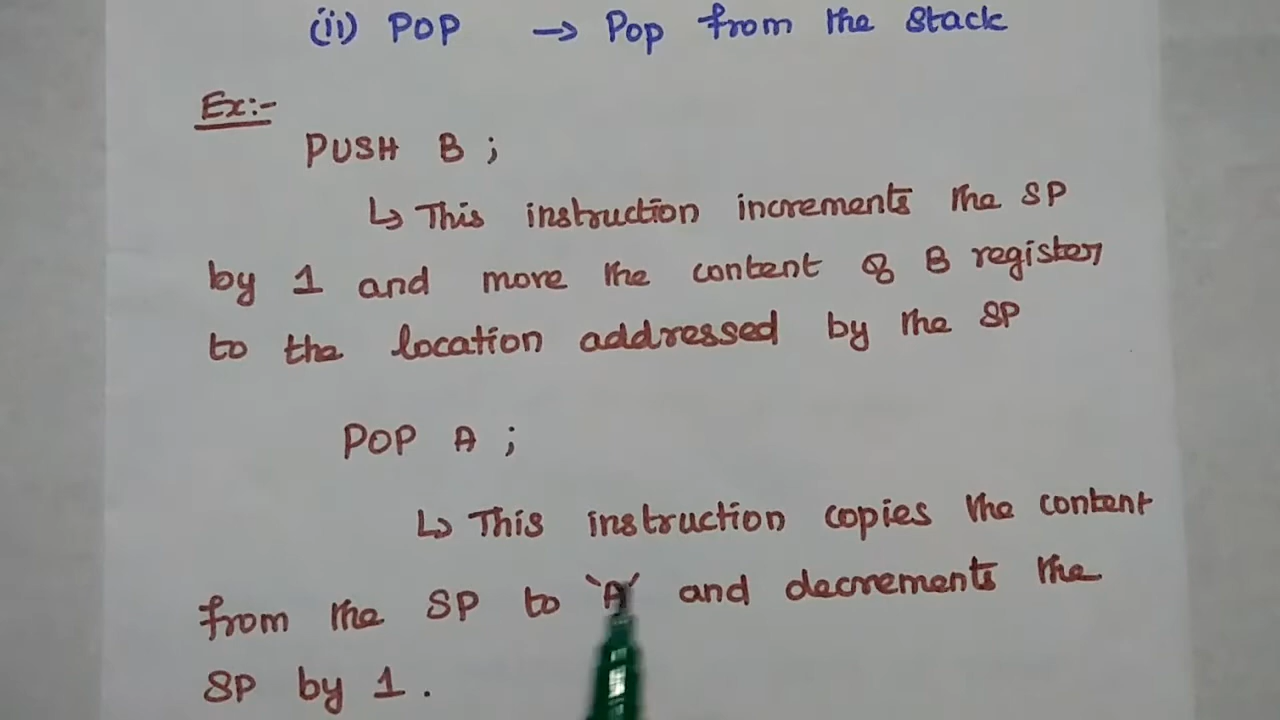 (ii) POP → Pop from the stack
Ex:-
PUSH B ;
↳ This instruction increments the SP
by 1 and more the content of B register
to the location addressed by the SP
POP A ;
↳ This instruction copies the content
from the SP to `A´ and decrements the
SP by 1 .